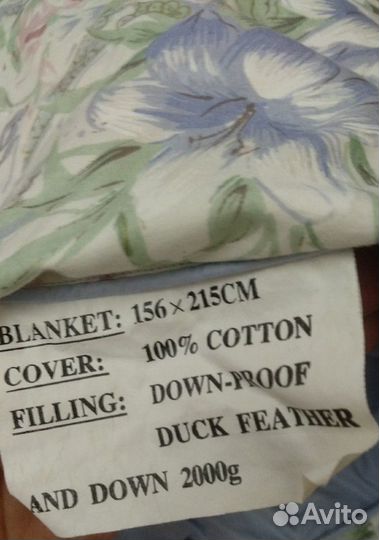 BLANKET: 156×215CM
COVER: 100% COTTON
FILLING: DOWN-PROOF
DUCK FEATHER
AND DOWN 2000g
Avito